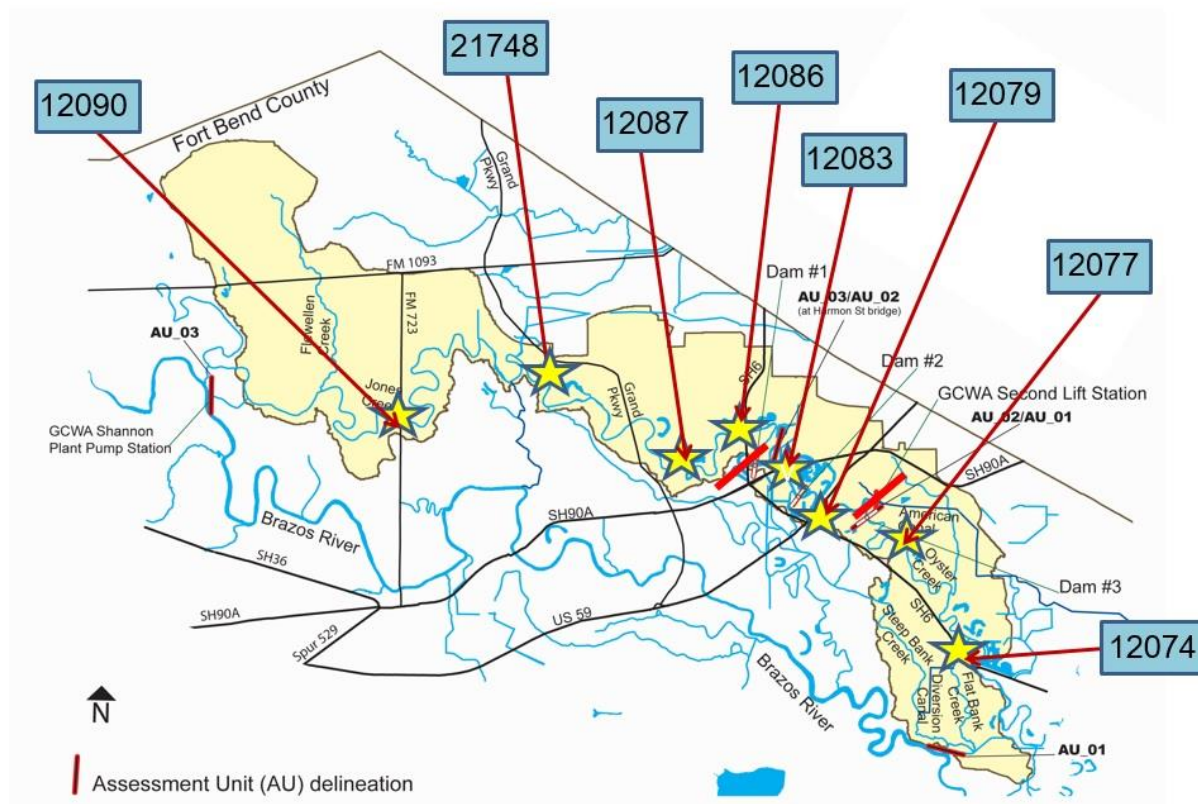 21748
12086
12079
12090
12087
12083
12077
12074
Fort Bend County
Grand
Pkwy
FM 1093
Dam #1
AU_03/AU_02
(at Harmon St bridge)
Dam #2
GCWA Second Lift Station
AU_02/AU_01
AU_03
Flewellen
Creek
FM 723
SH6
Jones
Creek
Grand
Pkwy
GCWA Shannon
Plant Pump Station
SH90A
American
Canal
Oyster
Creek
Dam #3
Brazos River
SH90A
SH36
SH6
US 59
SH90A
Spur 529
Steep Bank
Creek
Flat Bank
Creek
Diversion
Canal
Brazos River
AU_01
N
Assessment Unit (AU) delineation